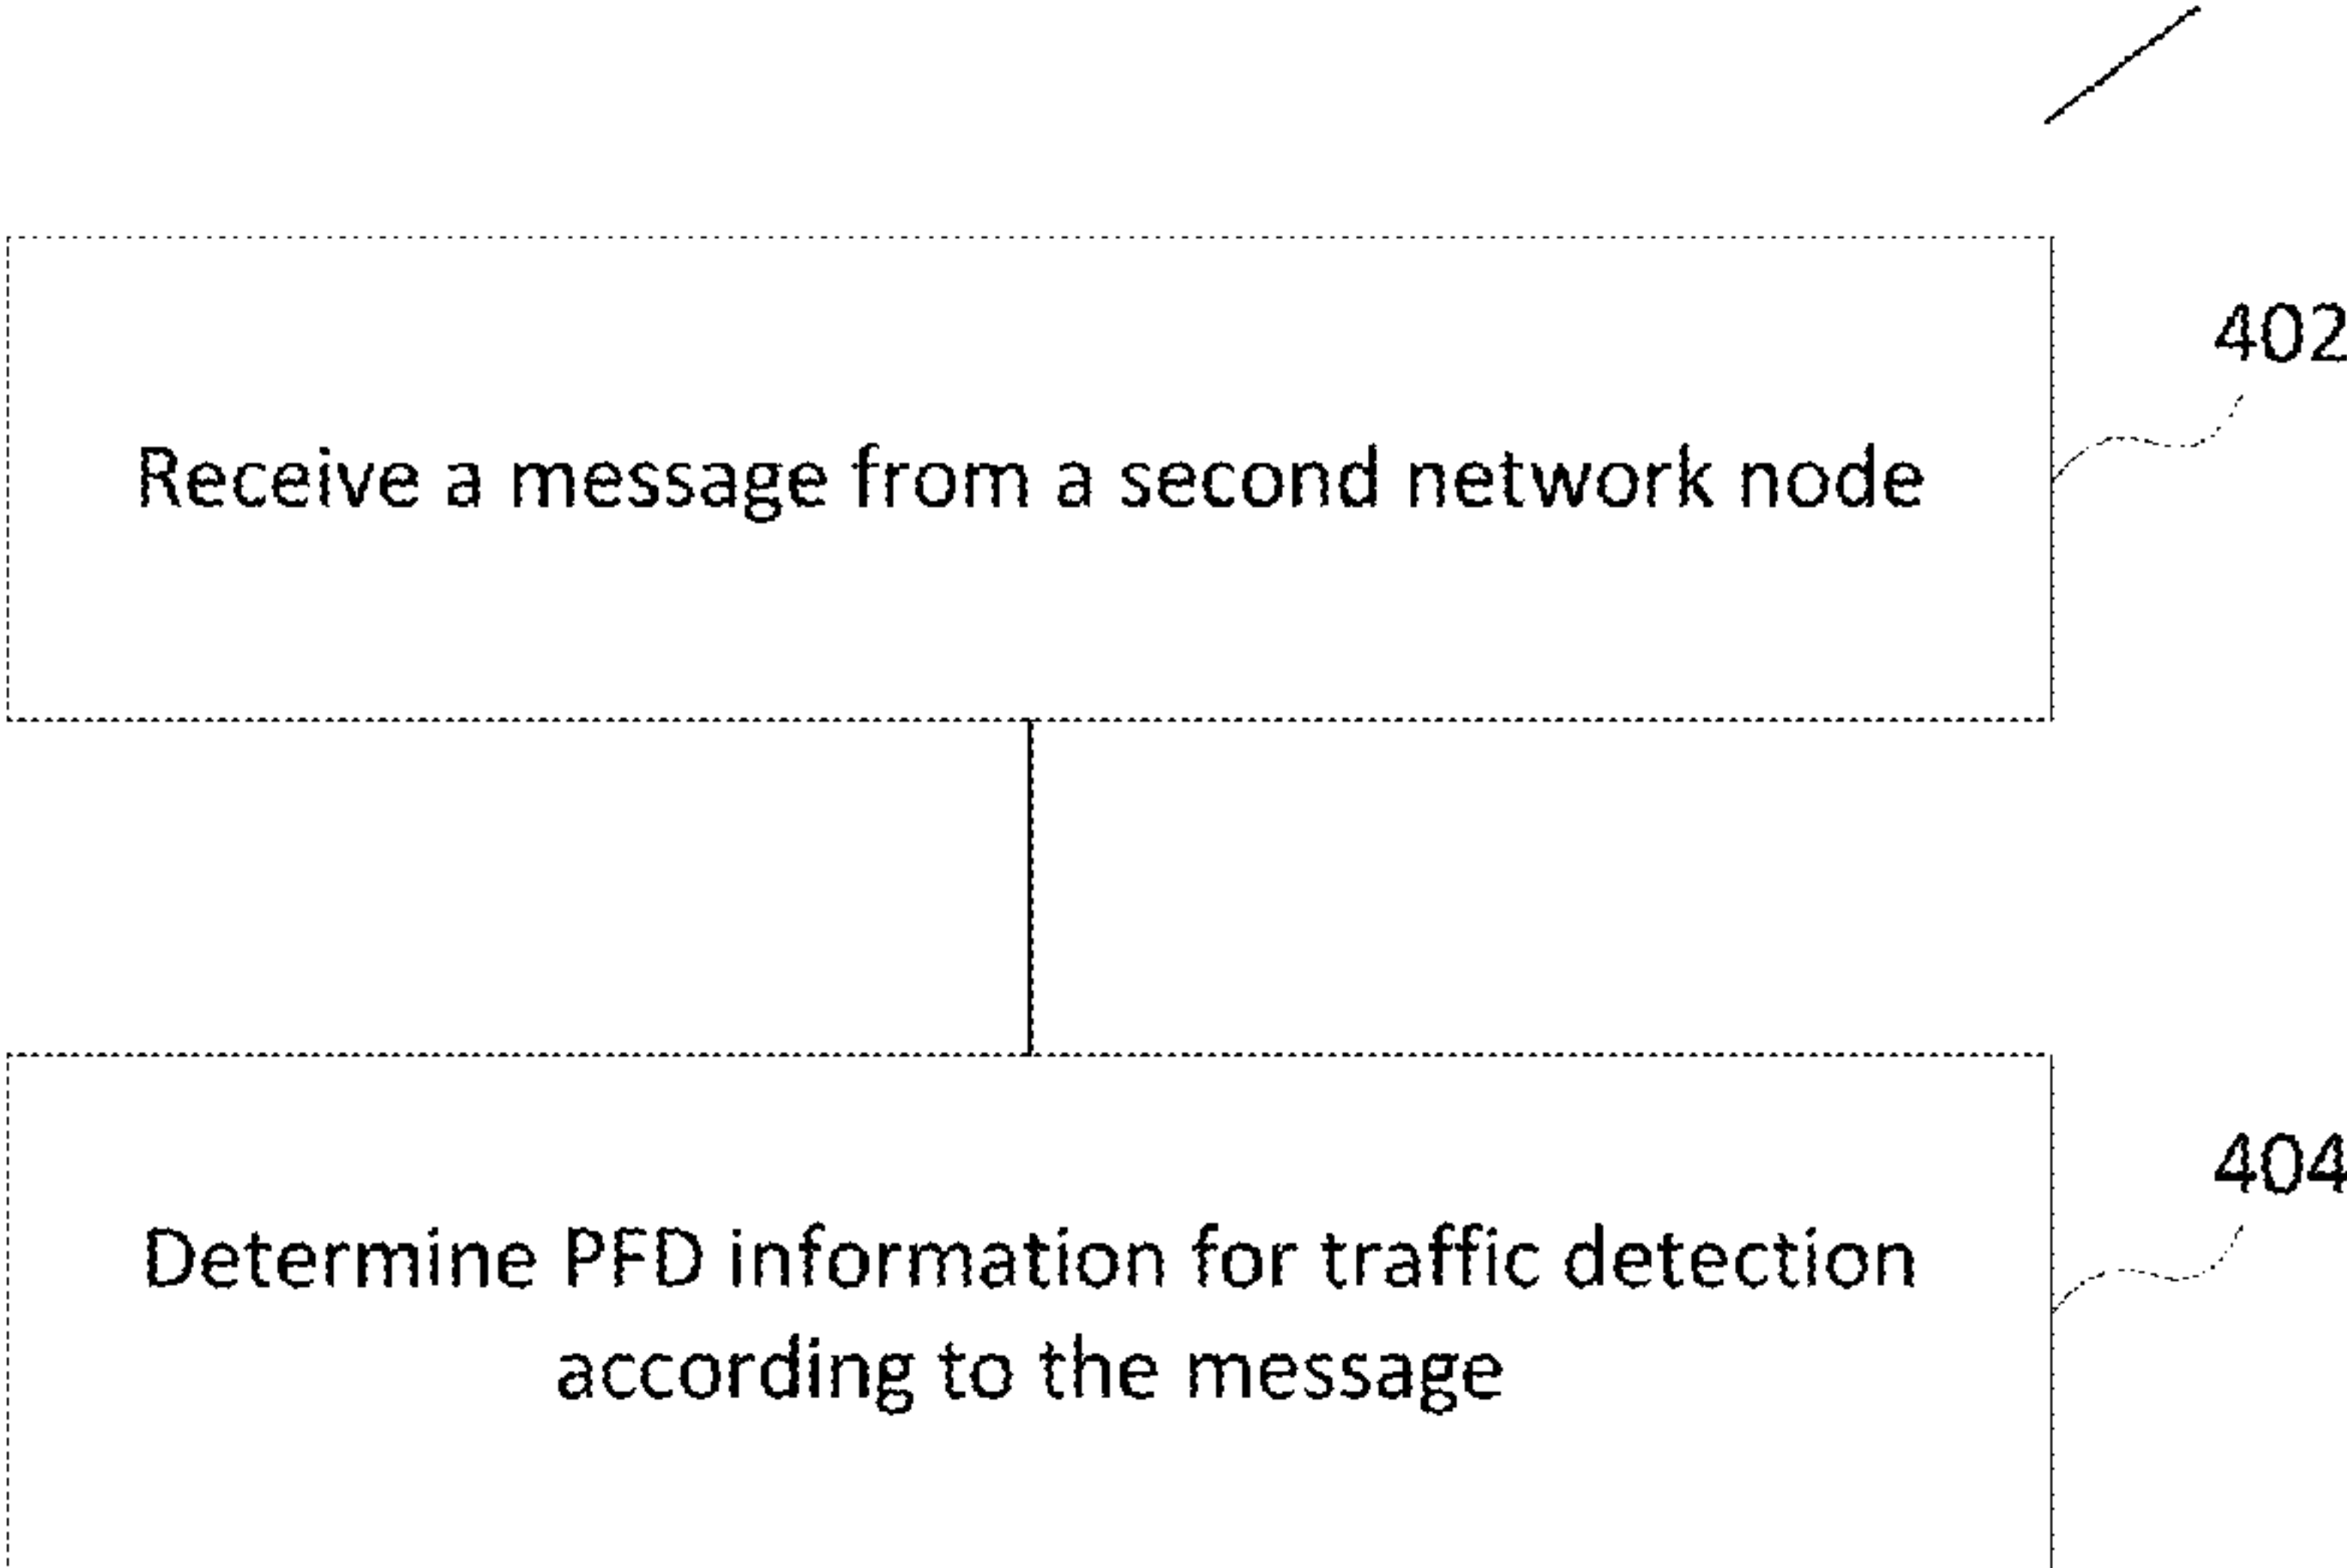 402
Receive a message from a second network node
404
Determine PFD information for traffic detection
according to the message